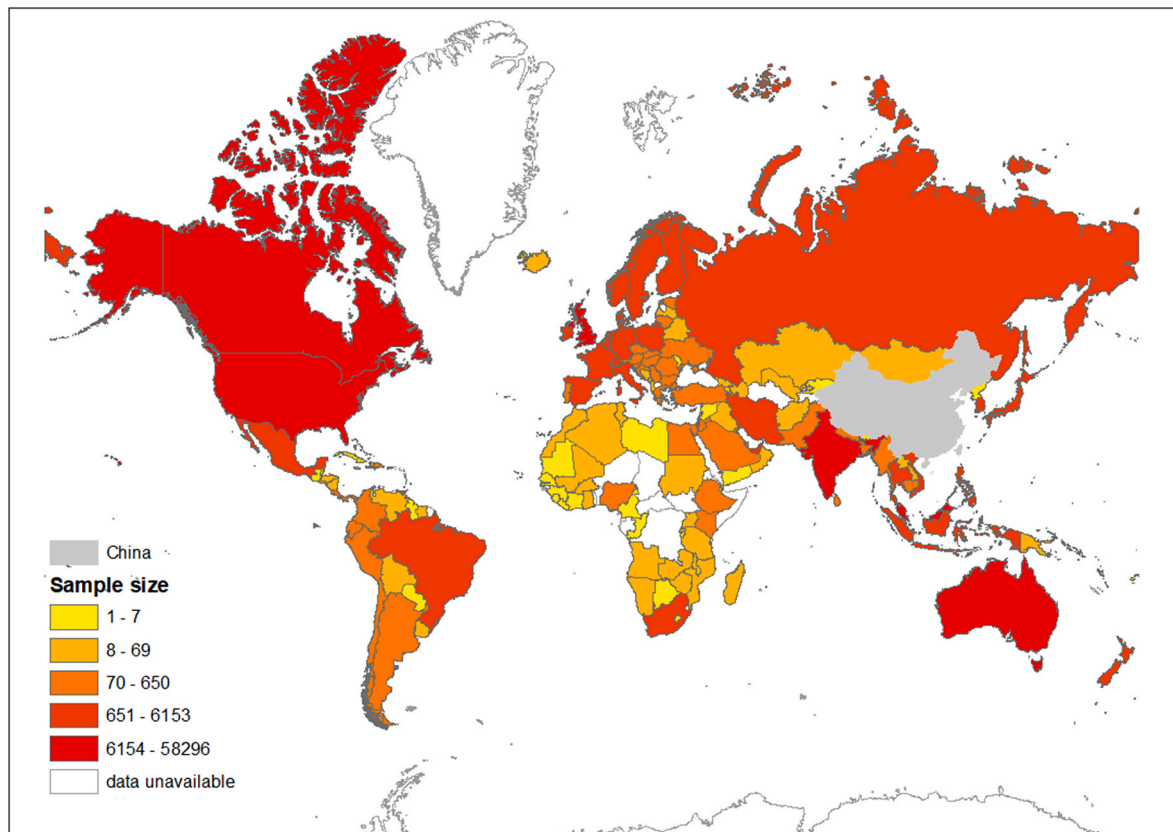 China
Sample size
1 - 7
8 - 69
70 - 650
651 - 6153
6154 - 58296
data unavailable